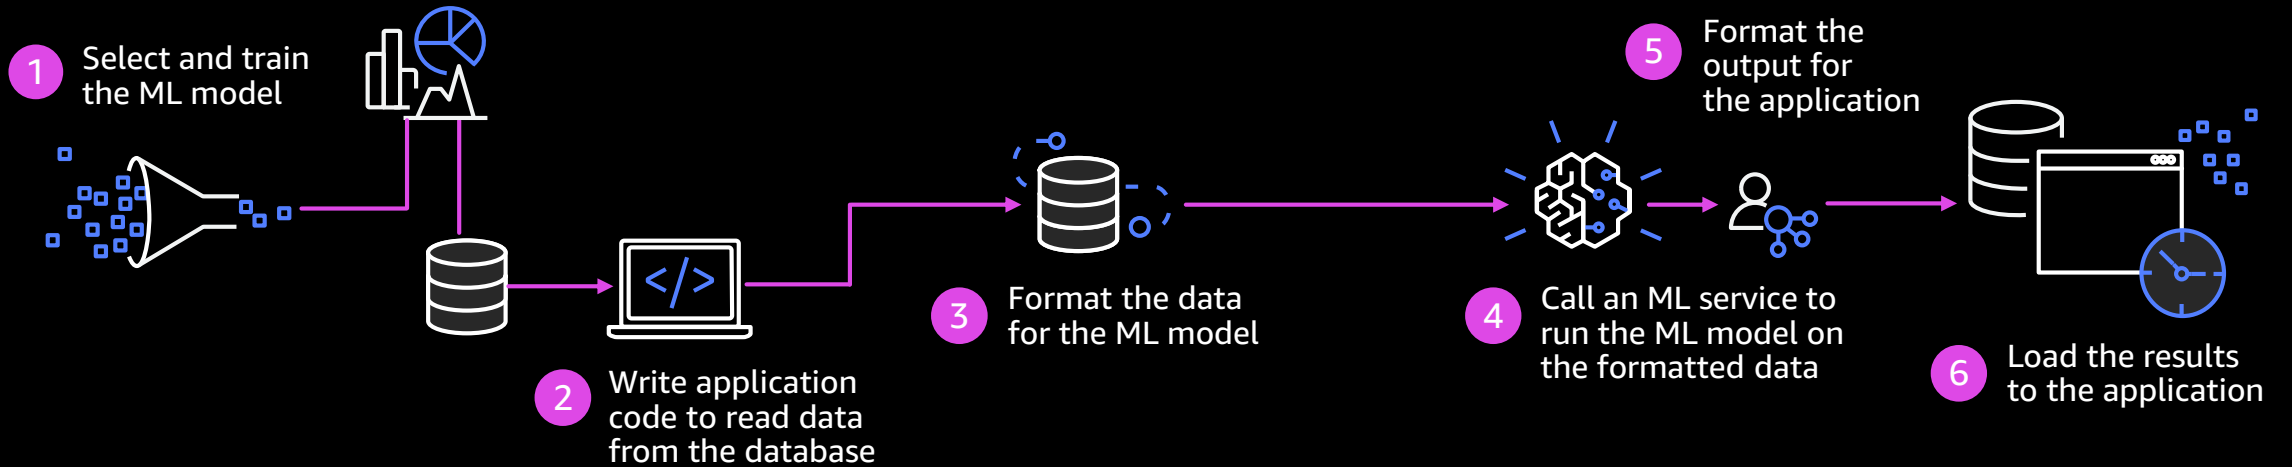 1
Select and train
the ML model
2
Write application
code to read data
from the database
3
Format the data
for the ML model
4
Call an ML service to
run the ML model on
the formatted data
5
Format the
output for
the application
6
Load the results
to the application